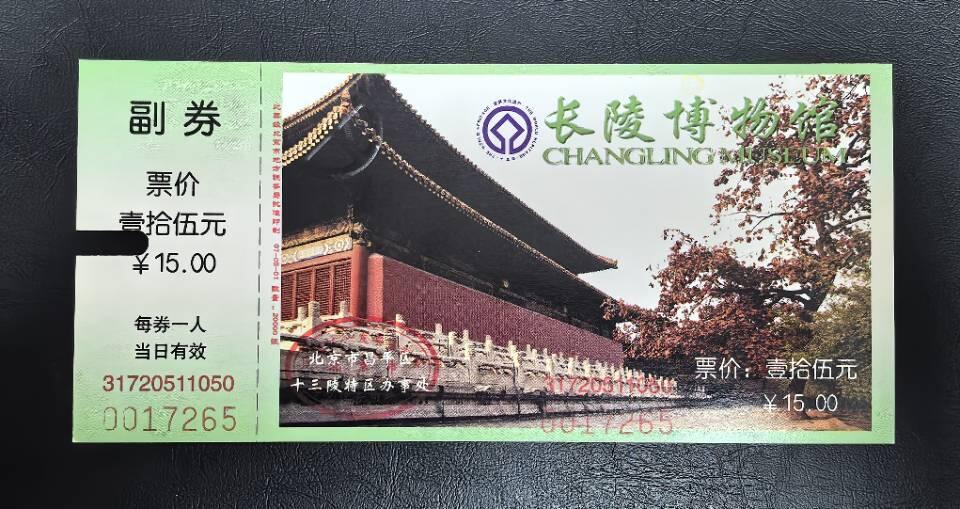 副券
票价
壹拾伍元
￥15.00
每券一人
当日有效
31720511050
0017265
长陵博物馆
CHANGLING MUSEUM
北京市昌平区
十三陵特区办事处
31720511050
0017265
票价：壹拾伍元
￥15.00